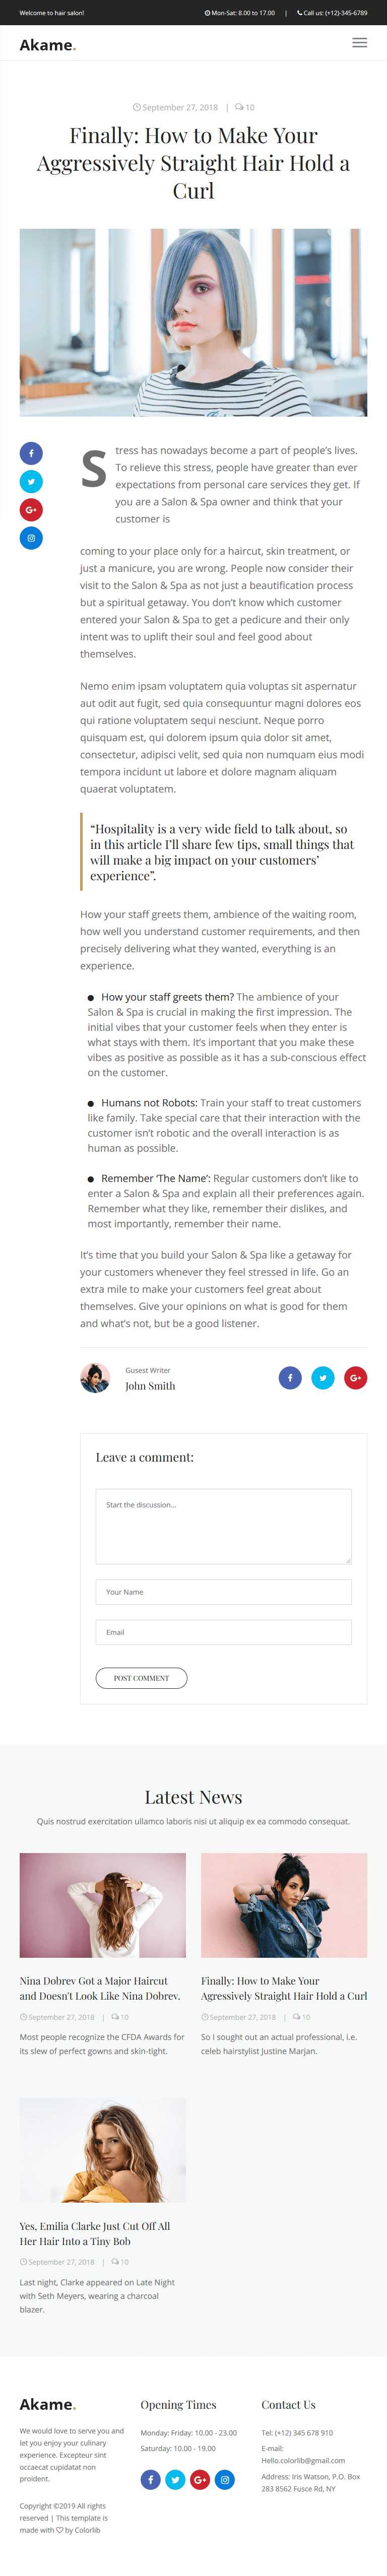 Welcome to hair salon!
Mon-Sat: 8.00 to 17.00 | Call us: (+12)-345-6789
Akame.
September 27, 2018 | 10
Finally: How to Make Your
Aggressively Straight Hair Hold a
Curl
Stress has nowadays become a part of people's lives.
To relieve this stress, people have greater than ever
expectations from personal care services they get. If
you are a Salon & Spa owner and think that your
customer is
coming to your place only for a haircut, skin treatment, or
just a manicure, you are wrong. People now consider their
visit to the Salon & Spa as not just a beautification process
but a spiritual getaway. You don't know which customer
entered your Salon & Spa to get a pedicure and their only
intent was to uplift their soul and feel good about
themselves.
Nemo enim ipsam voluptatem quia voluptas sit aspernatur
aut odit aut fugit, sed quia consequuntur magni dolores eos
qui ratione voluptatem sequi nesciunt. Neque porro
quisquam est, qui dolorem ipsum quia dolor sit amet,
consectetur, adipisci velit, sed quia non numquam eius modi
tempora incidunt ut labore et dolore magnam aliquam
quaerat voluptatem.
“Hospitality is a very wide field to talk about, so
in this article I'll share few tips, small things that
will make a big impact on your customers'
experience”.
How your staff greets them, ambience of the waiting room,
how well you understand customer requirements, and then
precisely delivering what they wanted, everything is an
experience.
● How your staff greets them? The ambience of your
Salon & Spa is crucial in making the first impression. The
initial vibes that your customer feels when they enter is
what stays with them. It's important that you make these
vibes as positive as possible as it has a sub-conscious effect
on the customer.
● Humans not Robots: Train your staff to treat customers
like family. Take special care that their interaction with the
customer isn't robotic and the overall interaction is as
human as possible.
● Remember 'The Name': Regular customers don't like to
enter a Salon & Spa and explain all their preferences again.
Remember what they like, remember their dislikes, and
most importantly, remember their name.
It's time that you build your Salon & Spa like a getaway for
your customers whenever they feel stressed in life. Go an
extra mile to make your customers feel great about
themselves. Give your opinions on what is good for them
and what's not, but be a good listener.
Gusest Writer
John Smith
Leave a comment:
Start the discussion...
Your Name
Email
POST COMMENT
Latest News
Quis nostrud exercitation ullamco laboris nisi ut aliquip ex ea commodo consequat.
Nina Dobrev Got a Major Haircut
and Doesn't Look Like Nina Dobrev.
September 27, 2018 | 10
Most people recognize the CFDA Awards for
its slew of perfect gowns and skin-tight.
Finally: How to Make Your
Agressively Straight Hair Hold a Curl
September 27, 2018 | 10
So I sought out an actual professional, i.e.
celeb hairstylist Justine Marjan.
Yes, Emilia Clarke Just Cut Off All
Her Hair Into a Tiny Bob
September 27, 2018 | 10
Last night, Clarke appeared on Late Night
with Seth Meyers, wearing a charcoal
blazer.
Akame.
We would love to serve you and
let you enjoy your culinary
experience. Excepteur sint
occaecat cupidatat non
proident.
Copyright ©2019 All rights
reserved | This template is
made with ♡ by Colorlib
Opening Times
Monday: Friday: 10.00 - 23.00
Saturday: 10.00 - 19.00
Contact Us
Tel: (+12) 345 678 910
E-mail:
Hello.colorlib@gmail.com
Address: Iris Watson, P.O. Box
283 8562 Fusce Rd, NY